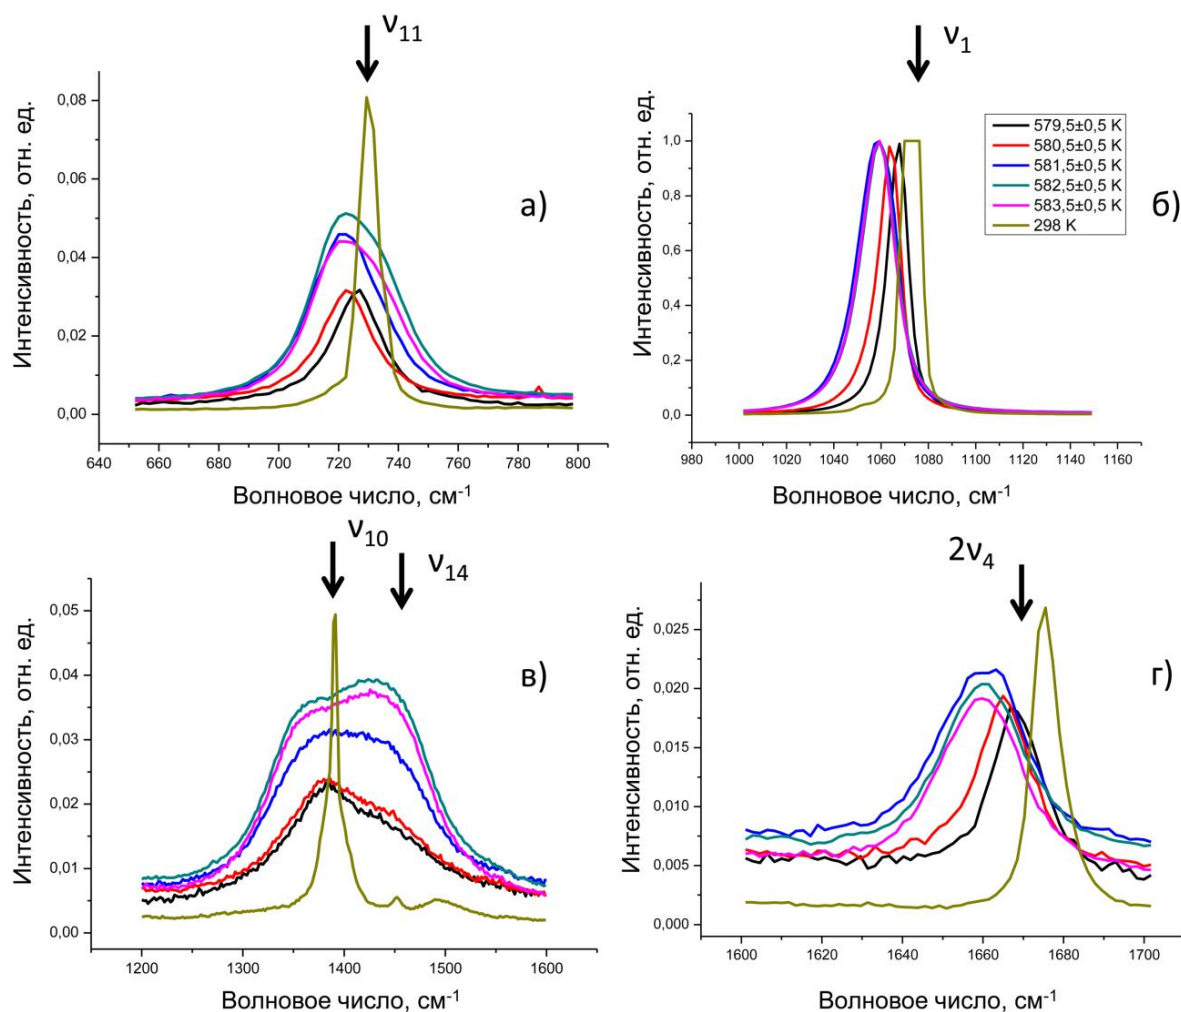 ν11
0,08
0,06
0,04
0,02
0,00
640 660 680 700 720 740 760 780 800
Интенсивность, отн. ед.
Волновое число, см-1
а)
ν1
1,0
0,8
0,6
0,4
0,2
0,0
980 1000 1020 1040 1060 1080 1100 1120 1140 1160
Интенсивность, отн. ед.
Волновое число, см-1
579,5±0,5 K
580,5±0,5 K
581,5±0,5 K
582,5±0,5 K
583,5±0,5 K
298 K
б)
ν10
ν14
0,05
0,04
0,03
0,02
0,01
0,00
1200 1300 1400 1500 1600
Интенсивность, отн. ед.
Волновое число, см-1
в)
2ν4
0,025
0,020
0,015
0,010
0,005
0,000
1600 1620 1640 1660 1680 1700
Интенсивность, отн. ед.
Волновое число, см-1
г)